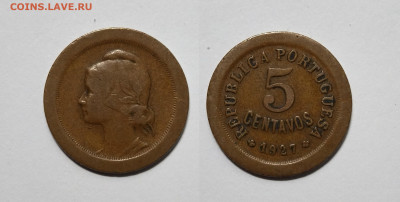 COINS.LAVE.RU
REPUBLICA PORTUGUESA
5
CENTAVOS
* 1927 *